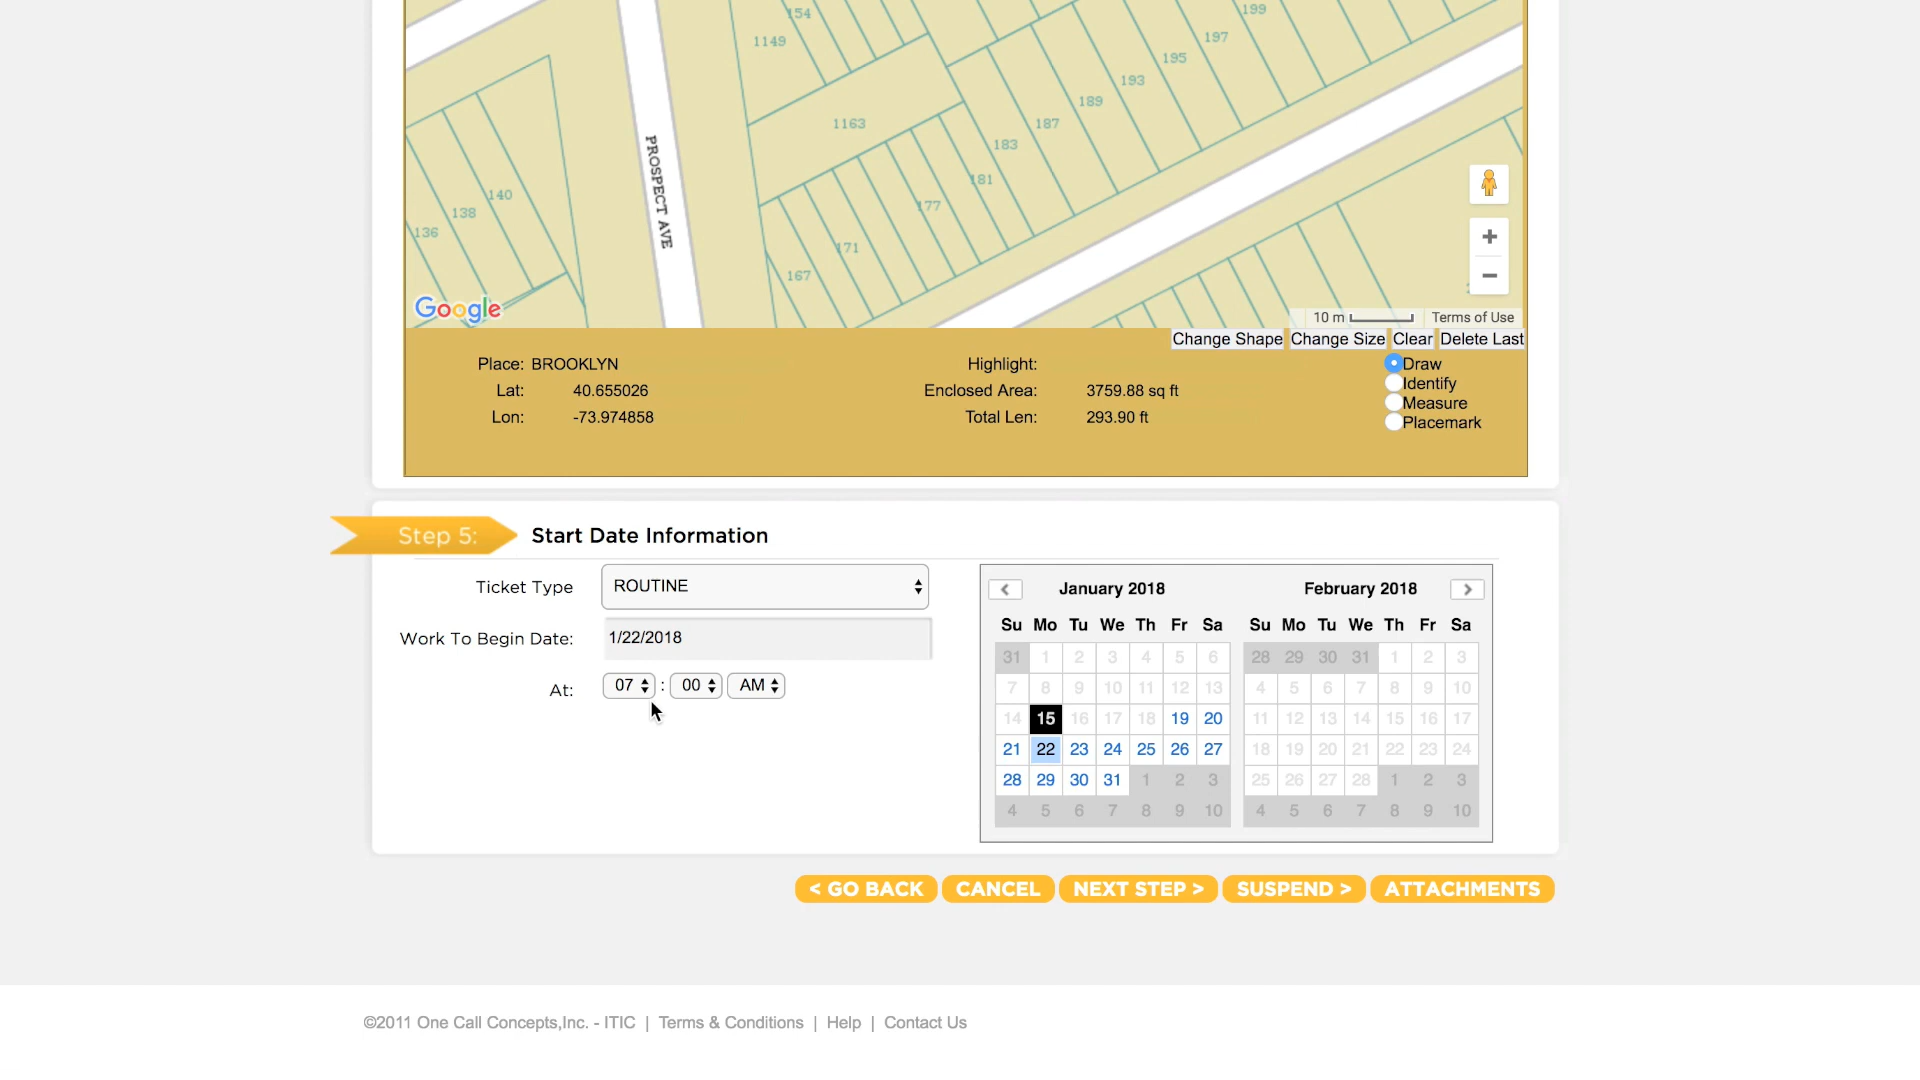 154
199
1149
197
195
193
189
1163
187
183
181
140
138
177
136
171
167
PROSPECT AVE
Google
10 m
Terms of Use
Change Shape Change Size Clear Delete Last
Place: BROOKLYN
Lat: 40.655026
Lon: -73.974858
Highlight:
Enclosed Area: 3759.88 sq ft
Total Len: 293.90 ft
Draw
Identify
Measure
Placemark
Step 5: Start Date Information
Ticket Type ROUTINE
Work To Begin Date: 1/22/2018
At: 07 : 00 AM
< January 2018
Su Mo Tu We Th Fr Sa
31 1 2 3 4 5 6
7 8 9 10 11 12 13
14 15 16 17 18 19 20
21 22 23 24 25 26 27
28 29 30 31 1 2 3
4 5 6 7 8 9 10
February 2018 >
Su Mo Tu We Th Fr Sa
28 29 30 31 1 2 3
4 5 6 7 8 9 10
11 12 13 14 15 16 17
18 19 20 21 22 23 24
25 26 27 28 1 2 3
4 5 6 7 8 9 10
< GO BACK CANCEL NEXT STEP > SUSPEND > ATTACHMENTS
©2011 One Call Concepts,Inc. - ITIC | Terms & Conditions | Help | Contact Us